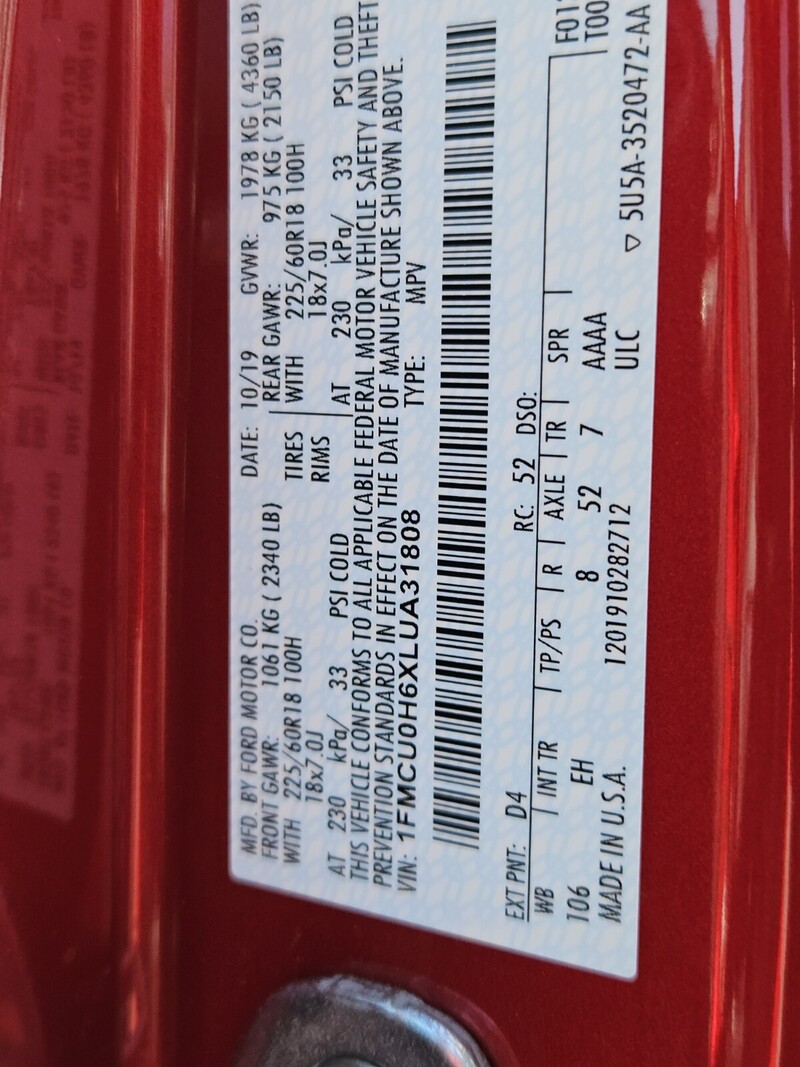 MFD. BY FORD MOTOR CO.
DATE: 10/19 GVWR: 1978 KG ( 4360 LB)
FRONT GAWR: 1061 KG ( 2340 LB) REAR GAWR: 975 KG ( 2150 LB)
WITH 225/60R18 100H TIRES WITH 225/60R18 100H
18x7.0J RIMS 18x7.0J
AT 230 kPa/ 33 PSI COLD AT 230 kPa/ 33 PSI COLD
THIS VEHICLE CONFORMS TO ALL APPLICABLE FEDERAL MOTOR VEHICLE SAFETY AND THEFT
PREVENTION STANDARDS IN EFFECT ON THE DATE OF MANUFACTURE SHOWN ABOVE.
VIN: 1FMCU0H6XLUA31808 TYPE: MPV
EXT PNT: D4 RC: 52 DSO:
WB INT TR TP/PS R AXLE TR SPR
106 EH 8 52 7 AAAA
MADE IN U.S.A. 1201910282712 ULC
▽ 5U5A-3520472-AA